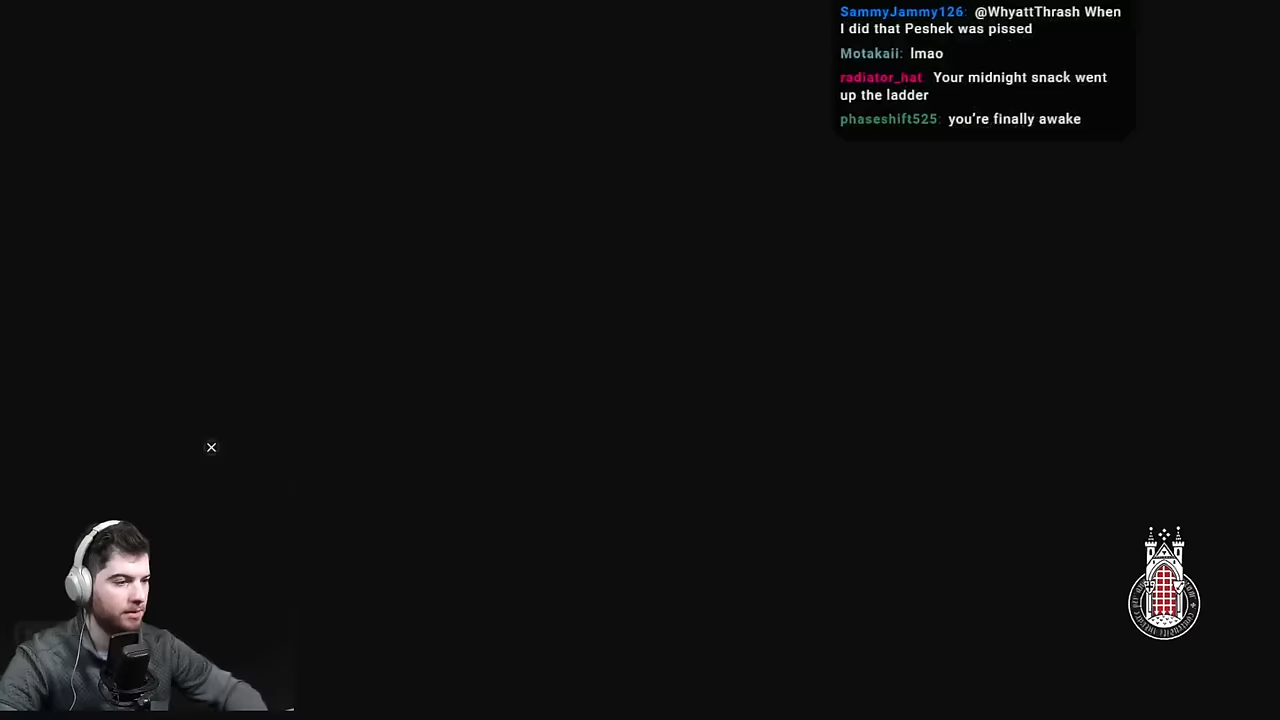 SammyJammy126: @WhyattThrash When
I did that Peshek was pissed
Motakaii: lmao
radiator_hat: Your midnight snack went
up the ladder
phaseshift525: you're finally awake